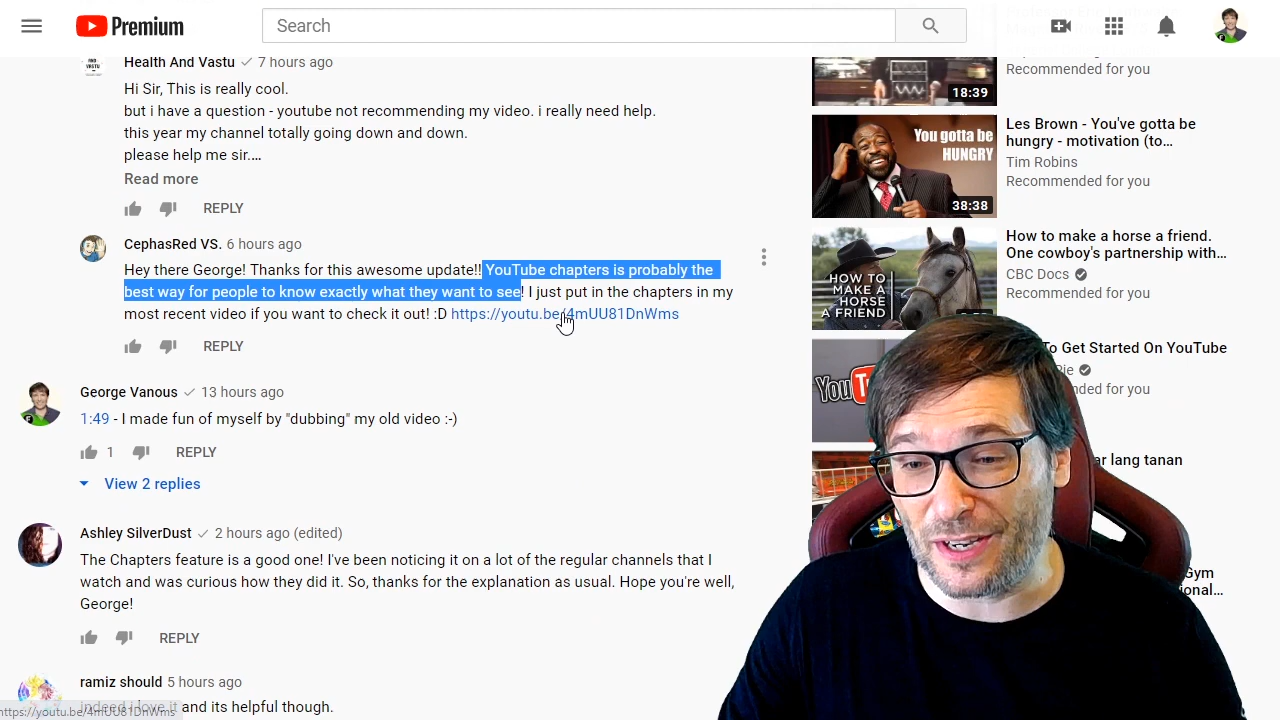 Premium
Search
Health And Vastu 7 hours ago
Hi Sir, This is really cool.
but i have a question - youtube not recommending my video. i really need help.
this year my channel totally going down and down.
please help me sir....
Read more
REPLY
CephasRed VS. 6 hours ago
Hey there George! Thanks for this awesome update!! YouTube chapters is probably the
best way for people to know exactly what they want to see! I just put in the chapters in my
most recent video if you want to check it out! :D https://youtu.be/4mUU81DnWms
REPLY
George Vanous 13 hours ago
1:49 - I made fun of myself by "dubbing" my old video :-)
1 REPLY
View 2 replies
Ashley SilverDust 2 hours ago (edited)
The Chapters feature is a good one! I've been noticing it on a lot of the regular channels that I
watch and was curious how they did it. So, thanks for the explanation as usual. Hope you're well,
George!
REPLY
ramiz should 5 hours ago
indeed i love it and its helpful though.
https://youtu.be/4mUU81DnWms
Recommended for you
18:39
You gotta be
HUNGRY
38:38
Les Brown - You've gotta be
hungry - motivation (to...
Tim Robins
Recommended for you
HOW TO
MAKE A
HORSE
A FRIEND
How to make a horse a friend.
One cowboy's partnership with...
CBC Docs
Recommended for you
To Get Started On YouTube
Pie
nded for you
You
ar lang tanan
Gym
ional...